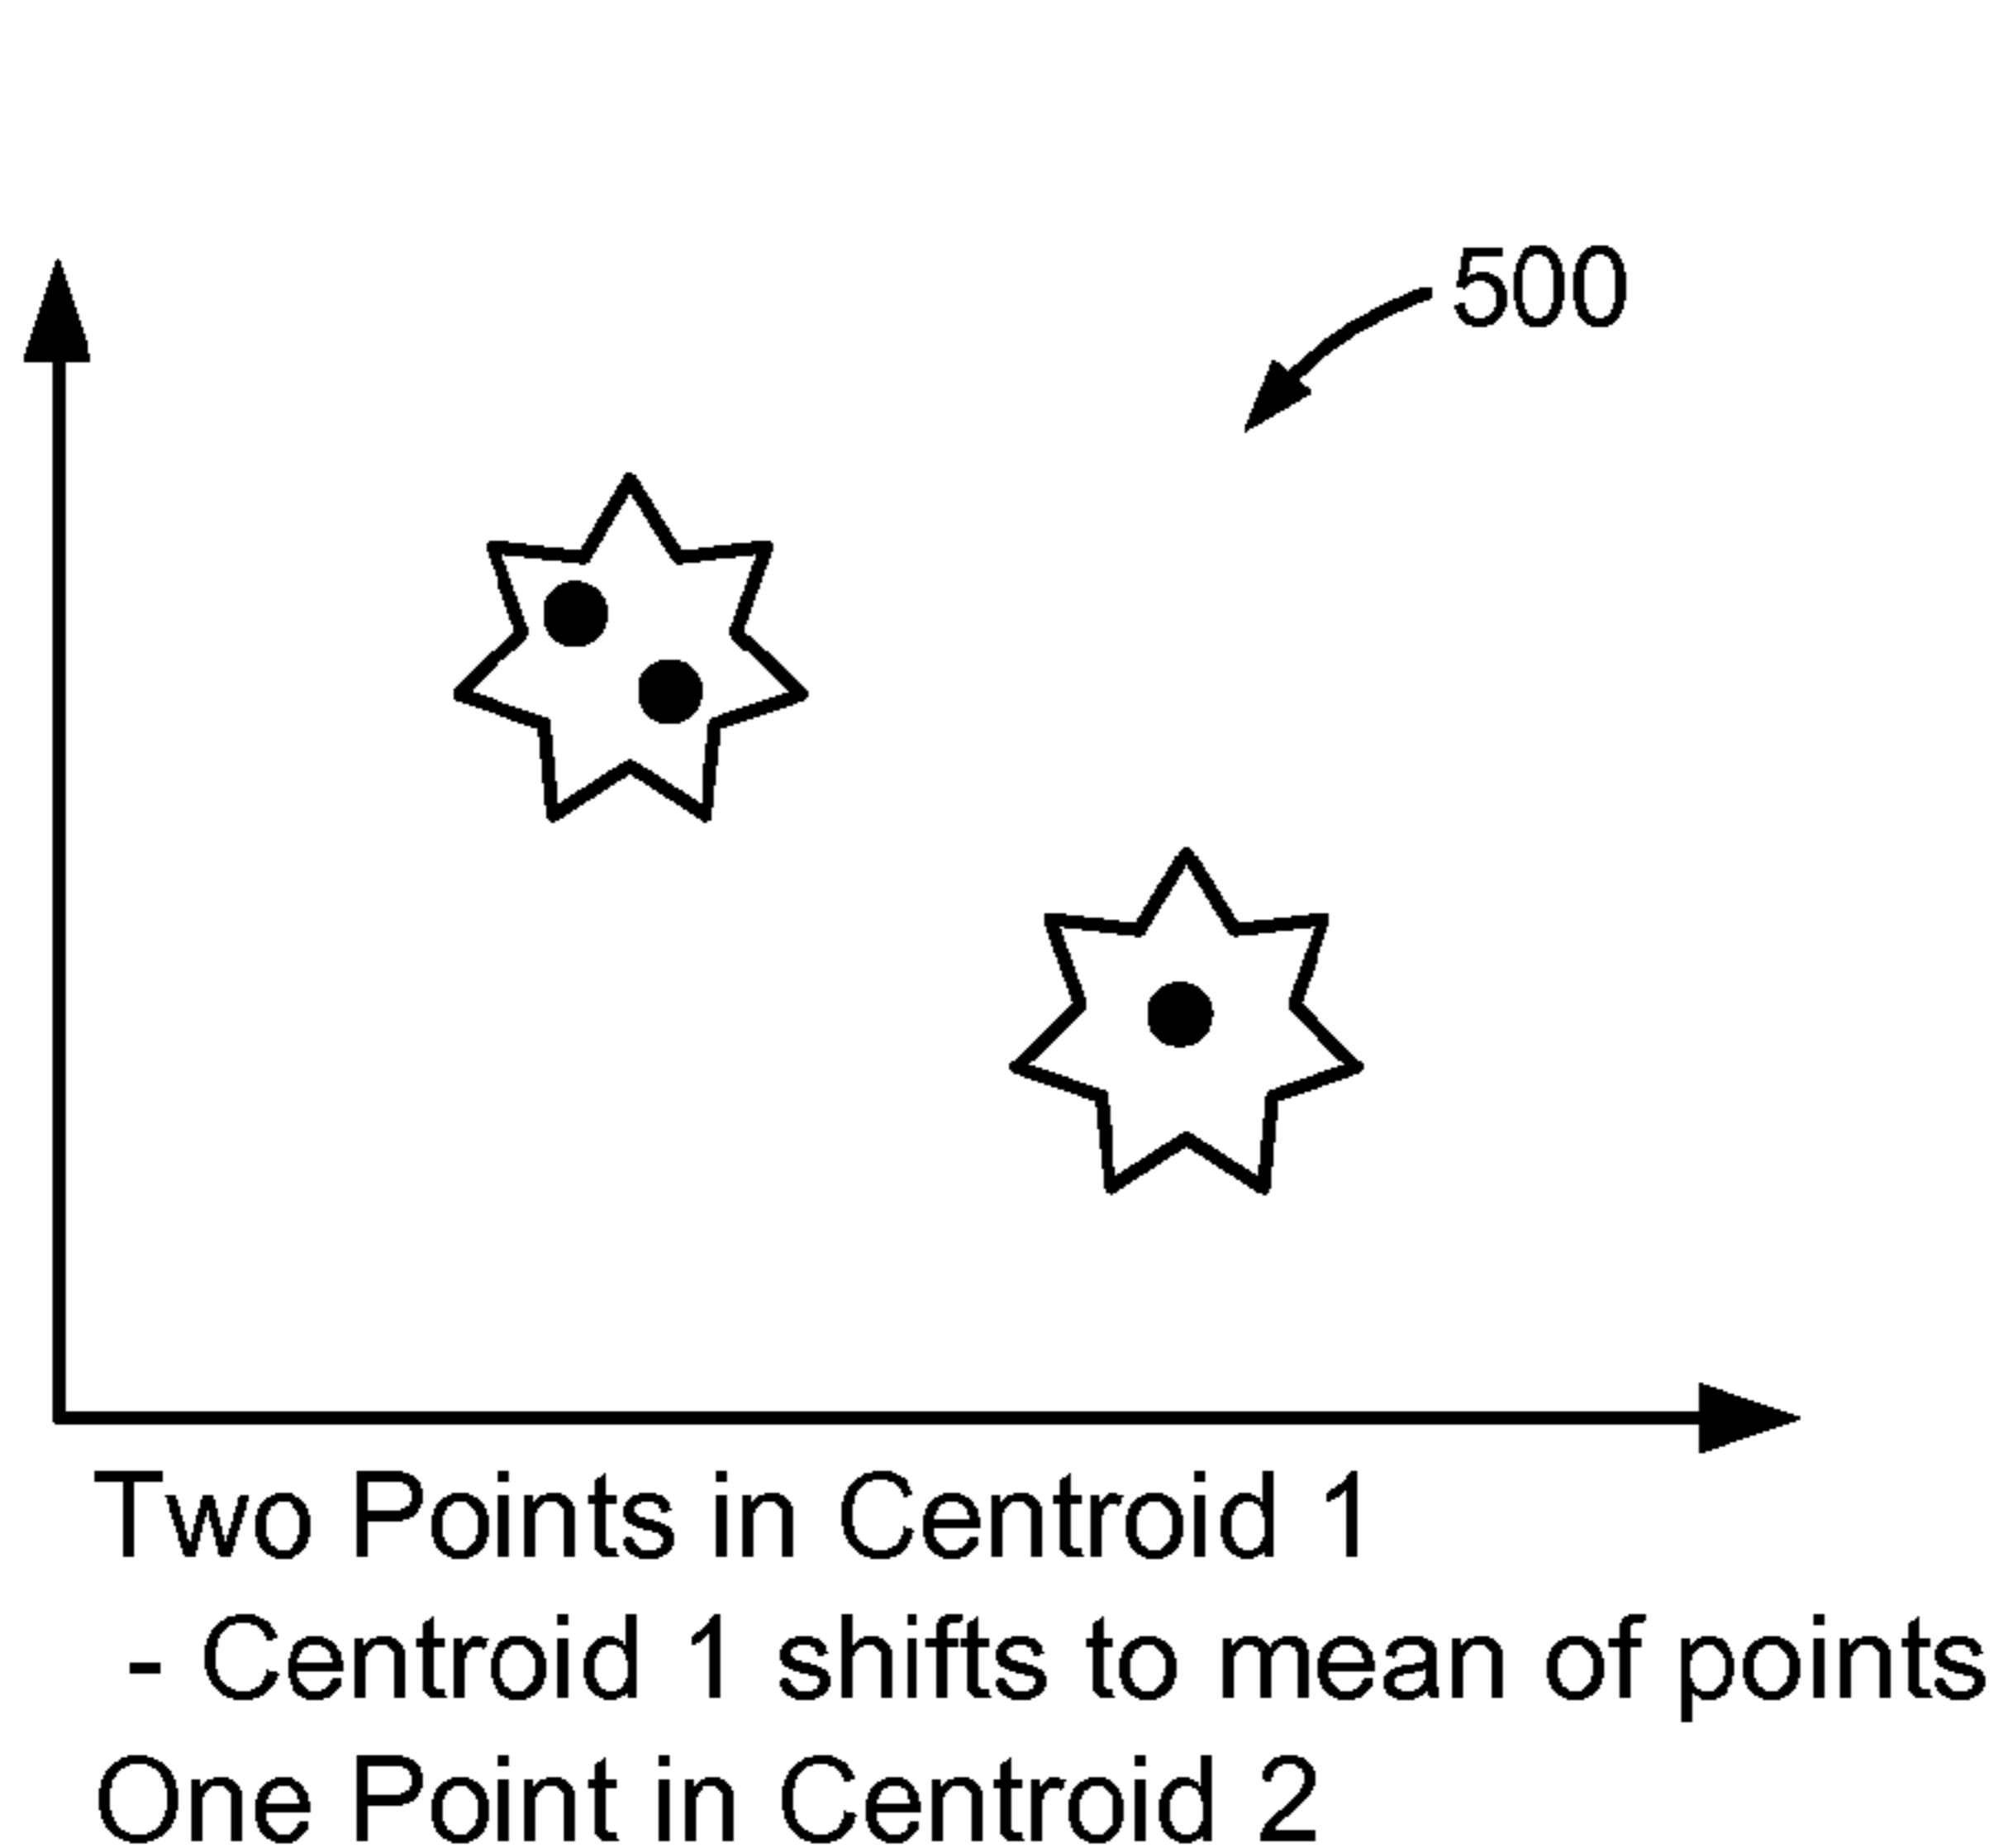 500
Two Points in Centroid 1
- Centroid 1 shifts to mean of points
One Point in Centroid 2